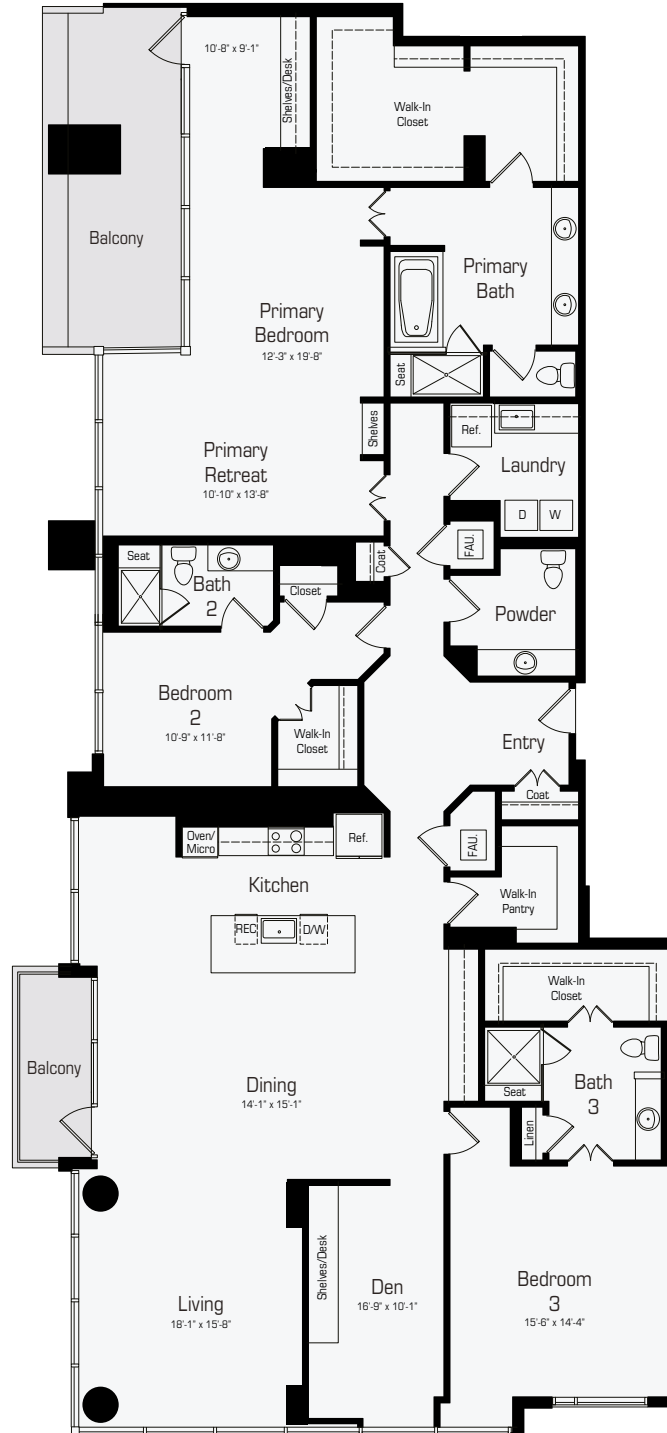 10'-8" x 9'-1"
Shelves/Desk
Walk-In
Closet
Balcony
Primary
Bath
Primary
Bedroom
12'-3" x 19'-8"
Seat
Shelves
Ref.
Primary
Retreat
10'-10" x 13'-8"
Laundry
D
W
FAU.
Seat
Coat
Bath
2
Closet
Powder
Bedroom
2
10'-9" x 11'-8"
Walk-In
Closet
Entry
Coat
Oven/
Micro
Ref.
FAU.
Kitchen
Walk-In
Pantry
REC
D/W
Walk-In
Closet
Balcony
Dining
14'-1" x 15'-1"
Seat
Bath
3
Linen
Shelves/Desk
Living
18'-1" x 15'-8"
Den
16'-9" x 10'-1"
Bedroom
3
15'-6" x 14'-4"